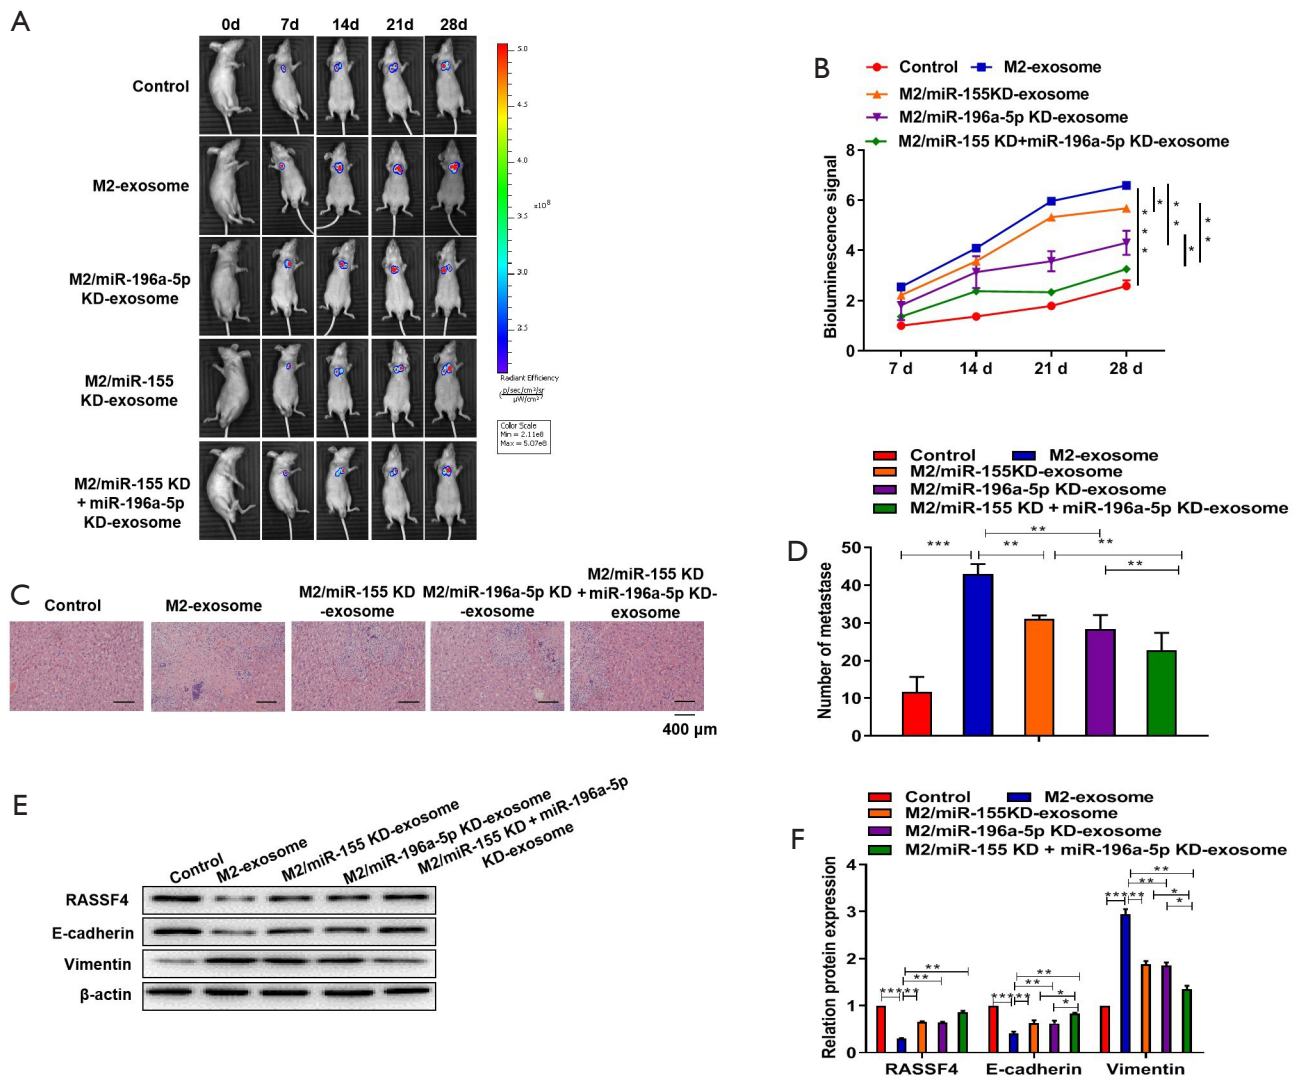 A
0d 7d 14d 21d 28d
Control
M2-exosome
M2/miR-196a-5p
KD-exosome
M2/miR-155
KD-exosome
M2/miR-155 KD
+ miR-196a-5p
KD-exosome
5.0
4.5
4.0
x10^8
3.5
3.0
2.5
Radiant Efficiency
(p/sec/cm²/sr
µW/cm²)
Color Scale
Min = 2.11e8
Max = 5.07e8
B
Control M2-exosome
M2/miR-155KD-exosome
M2/miR-196a-5p KD-exosome
M2/miR-155 KD+miR-196a-5p KD-exosome
Bioluminescence signal
8
6
4
2
0
7 d 14 d 21 d 28 d
* * *
*
* *
*
* *
C
Control
M2-exosome
M2/miR-155 KD
-exosome
M2/miR-196a-5p KD
-exosome
M2/miR-155 KD
+ miR-196a-5p KD-
exosome
400 µm
D
Control M2-exosome
M2/miR-155KD-exosome
M2/miR-196a-5p KD-exosome
M2/miR-155 KD + miR-196a-5p KD-exosome
Number of metastase
50
40
30
20
10
0
**
*** ** **
**
E
Control
M2-exosome
M2/miR-155 KD-exosome
M2/miR-196a-5p KD-exosome
M2/miR-155 KD + miR-196a-5p
KD-exosome
RASSF4
E-cadherin
Vimentin
β-actin
F
Control M2-exosome
M2/miR-155KD-exosome
M2/miR-196a-5p KD-exosome
M2/miR-155 KD + miR-196a-5p KD-exosome
Relation protein expression
4
3
2
1
0
**
**
*** **
**
**
*
*** **
*
**
**
*** ** *
*
RASSF4 E-cadherin Vimentin